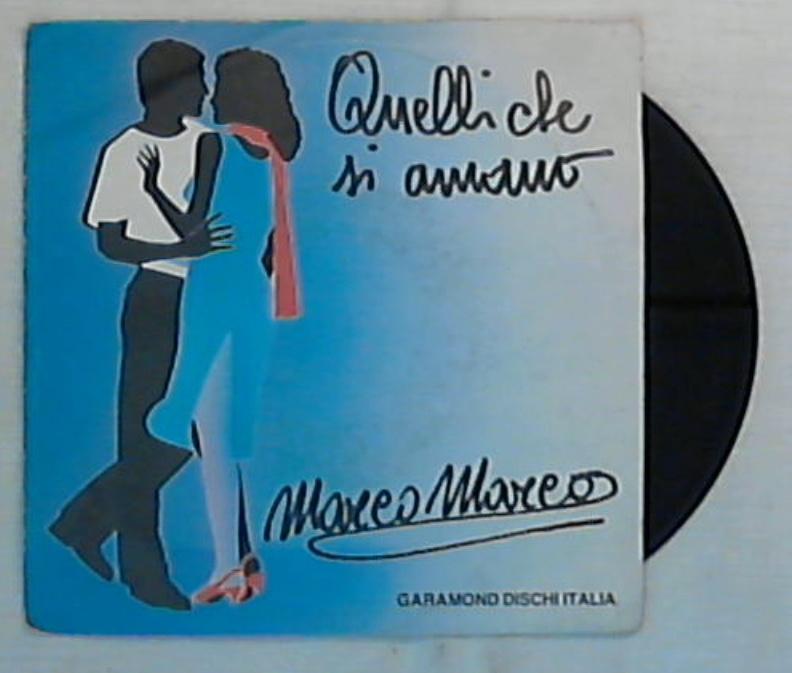 Quelli che
si amano
Marco Marco
GARAMOND DISCHI ITALIA